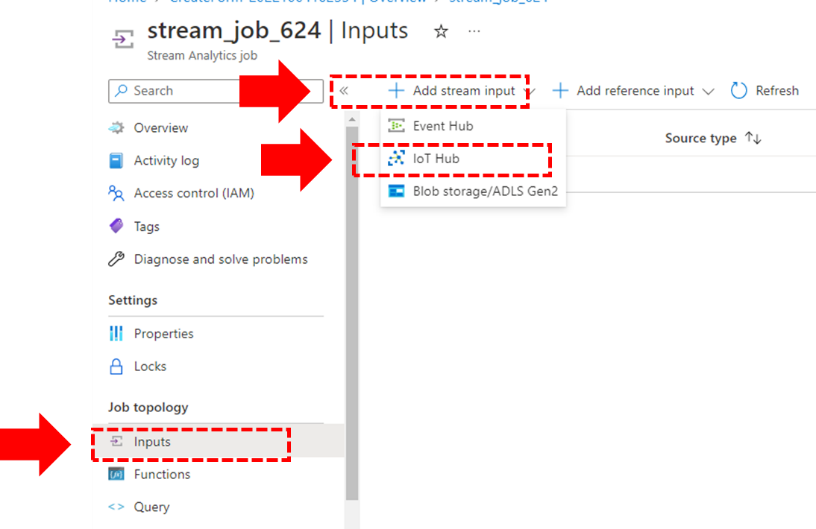 stream_job_624 | Inputs
Stream Analytics job
Search
Add stream input
Add reference input
Refresh
Overview
Event Hub
Activity log
IoT Hub
Source type
Access control (IAM)
Blob storage/ADLS Gen2
Tags
Diagnose and solve problems
Settings
Properties
Locks
Job topology
Inputs
Functions
Query